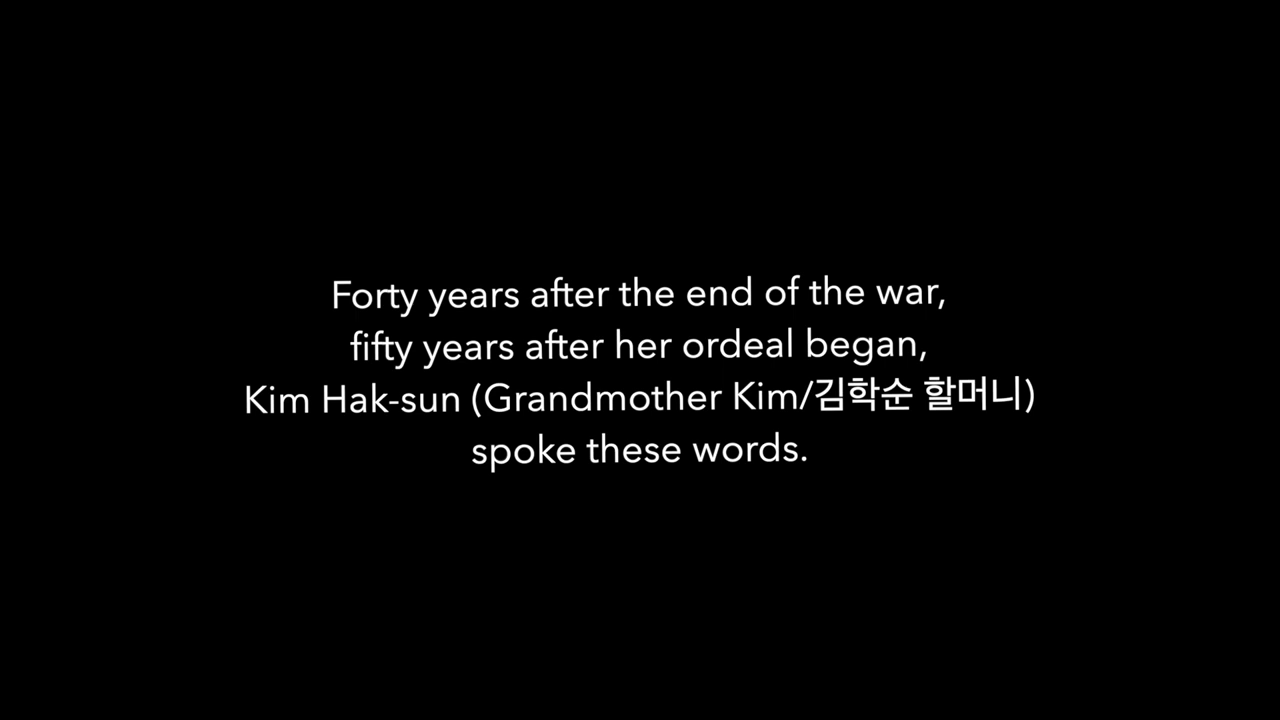 Forty years after the end of the war,
fifty years after her ordeal began,
Kim Hak-sun (Grandmother Kim/김학순 할머니)
spoke these words.